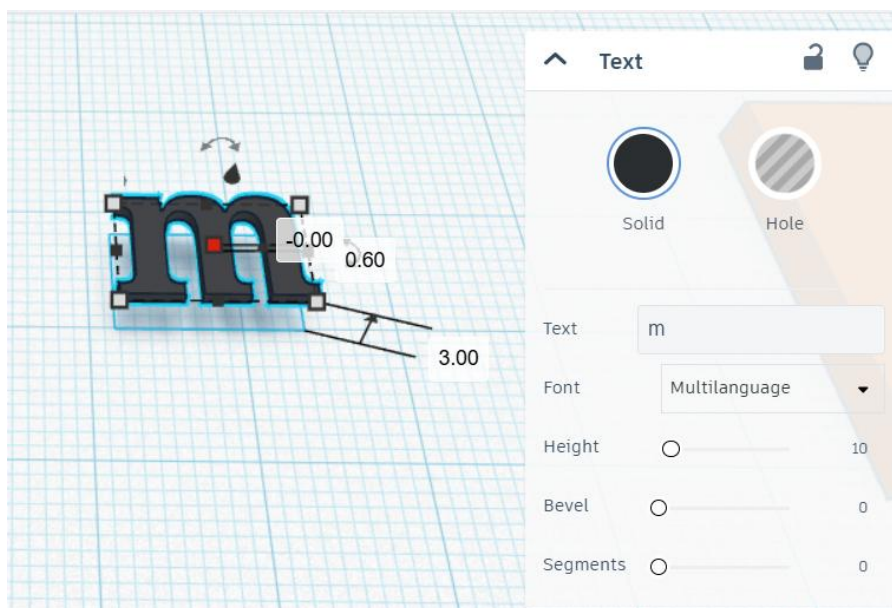 Text
Solid
Hole
m
-0.00
0.60
3.00
Text m
Font Multilanguage
Height 10
Bevel 0
Segments 0